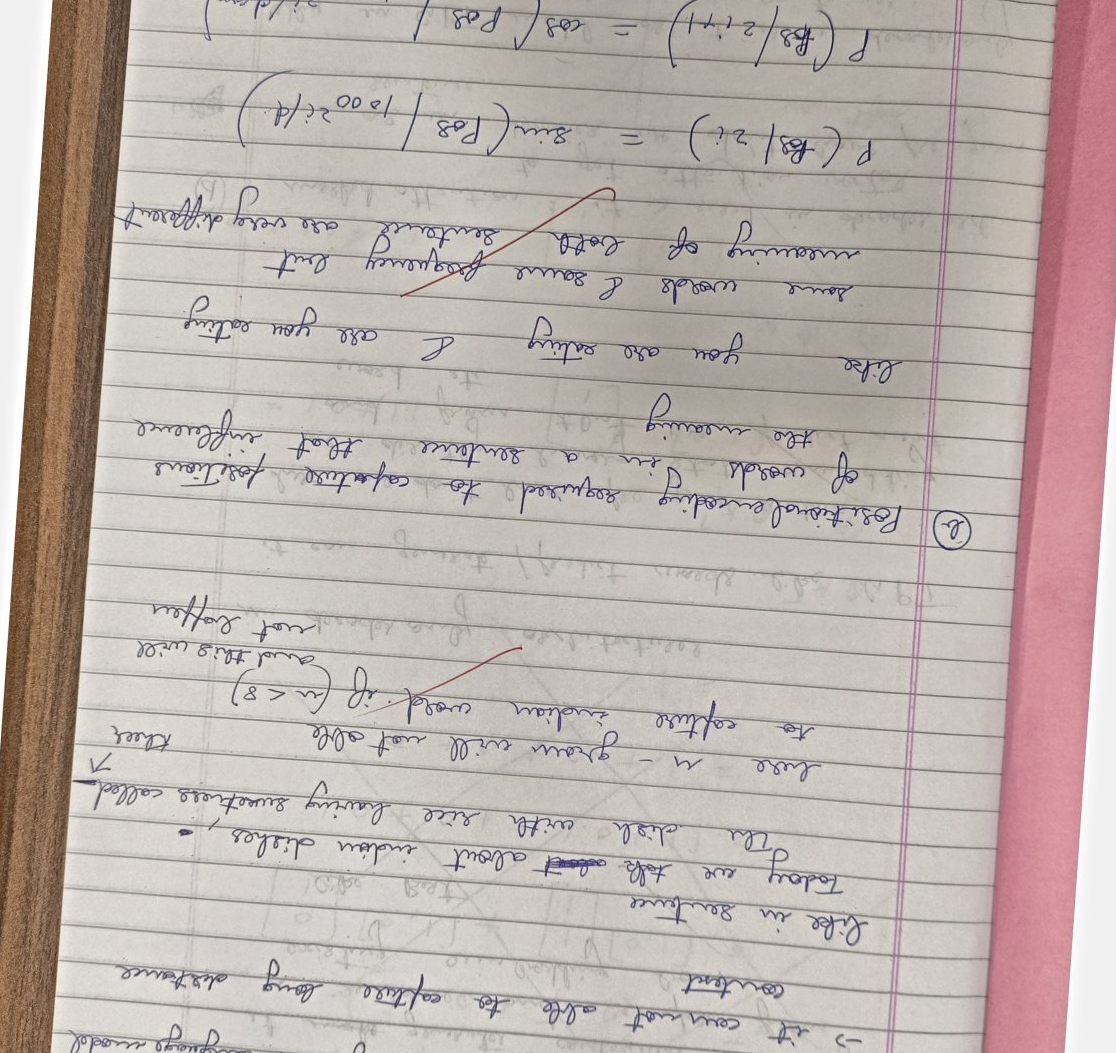 language model
→ it cannot able to capture long distance
context
like in sentence
Today we talk about indian dishes,
The dish with rice having sweetness called
kheer
here n-gram will not able
to capture indian word if (n<8)
and this will
not happen
b
Positional encoding required to capture positions
of words in a sentence that influence
the meaning
like you are eating & are you eating
same words & same frequency but
meaning of both sentence are very different
P(Pos/2i) = sin(Pos/1000^2i/d)
P(Pos/2i+1) = cos(Pos/